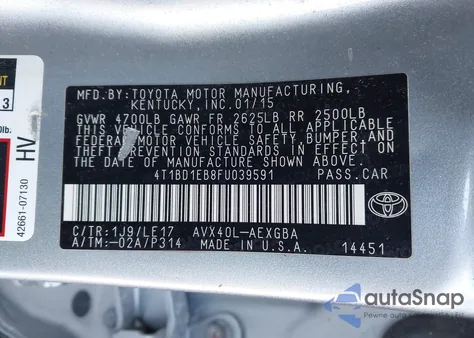 MFD.BY:TOYOTA MOTOR MANUFACTURING,
KENTUCKY,INC.01/15
GVWR 4700LB GAWR FR 2625LB RR 2500LB
THIS VEHICLE CONFORMS TO ALL APPLICABLE
FEDERAL MOTOR VEHICLE SAFETY,BUMPER,AND
THEFT PREVENTION STANDARDS IN EFFECT ON
THE DATE OF MANUFACTURE SHOWN ABOVE.
4T1BD1EB8FU039591 PASS.CAR
C/TR:1J9/LE17 AVX40L-AEXGBA
A/TM:-02A/P314 MADE IN U.S.A. 14451
NT
3
0lb.
HV
42661-07130
autoSnap